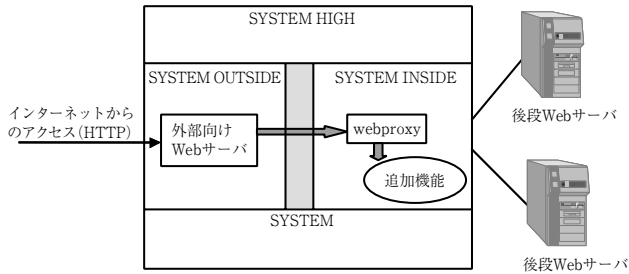 SYSTEM HIGH
SYSTEM OUTSIDE
SYSTEM INSIDE
インターネットから
のアクセス(HTTP)
外部向け
Webサーバ
webproxy
追加機能
SYSTEM
後段Webサーバ
後段Webサーバ